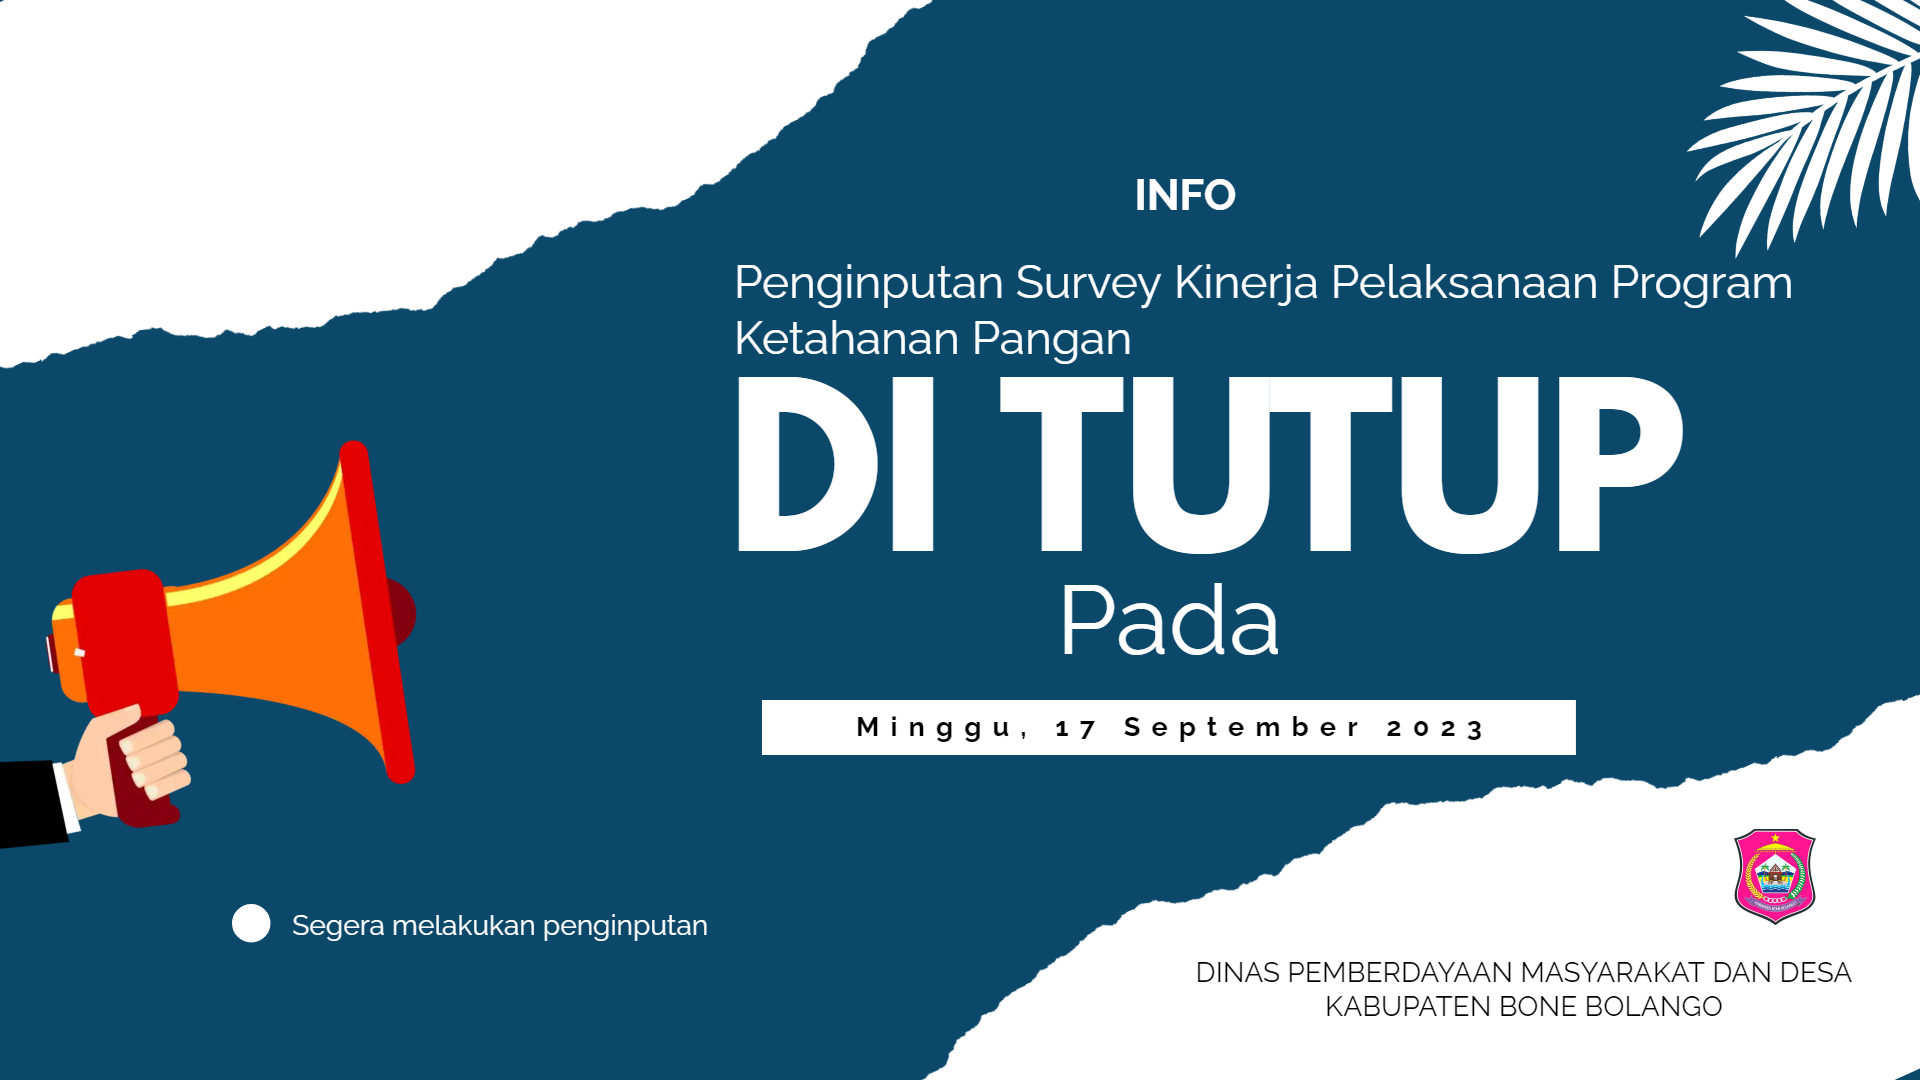 INFO
Penginputan Survey Kinerja Pelaksanaan Program
Ketahanan Pangan
DI TUTUP
Pada
Minggu, 17 September 2023
Segera melakukan penginputan
DINAS PEMBERDAYAAN MASYARAKAT DAN DESA
KABUPATEN BONE BOLANGO